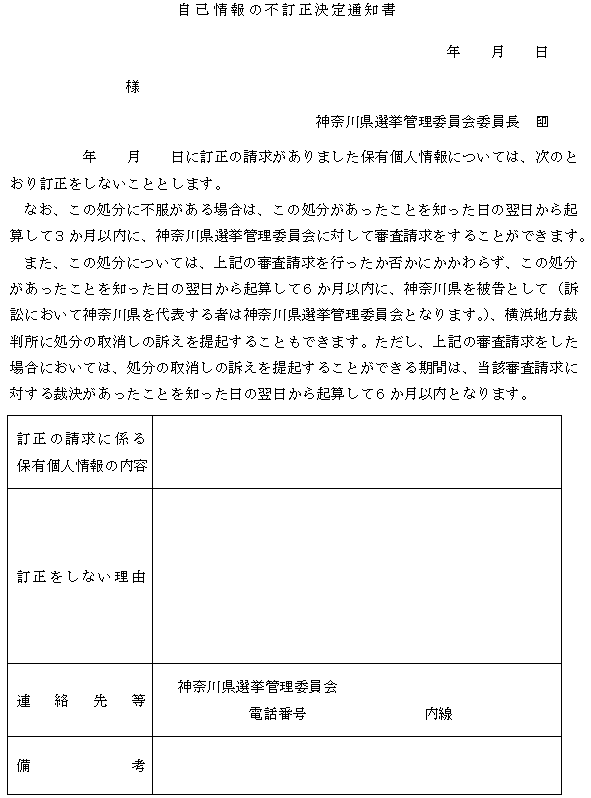 自己情報の不訂正決定通知書
年　　月　　日
様
神奈川県選挙管理委員会委員長　㊞
年　　月　　日に訂正の請求がありました保有個人情報については、次のと
おり訂正をしないこととします。
なお、この処分に不服がある場合は、この処分があったことを知った日の翌日から起
算して3か月以内に、神奈川県選挙管理委員会に対して審査請求をすることができます。
また、この処分については、上記の審査請求を行ったか否かにかかわらず、この処分
があったことを知った日の翌日から起算して6か月以内に、神奈川県を被告として（訴
訟において神奈川県を代表する者は神奈川県選挙管理委員会となります。）、横浜地方裁
判所に処分の取消しの訴えを提起することもできます。ただし、上記の審査請求をした
場合においては、処分の取消しの訴えを提起することができる期間は、当該審査請求に
対する裁決があったことを知った日の翌日から起算して6か月以内となります。
訂正の請求に係る
保有個人情報の内容
訂正をしない理由
連絡先等
神奈川県選挙管理委員会
電話番号　　　　　　　　内線
備考